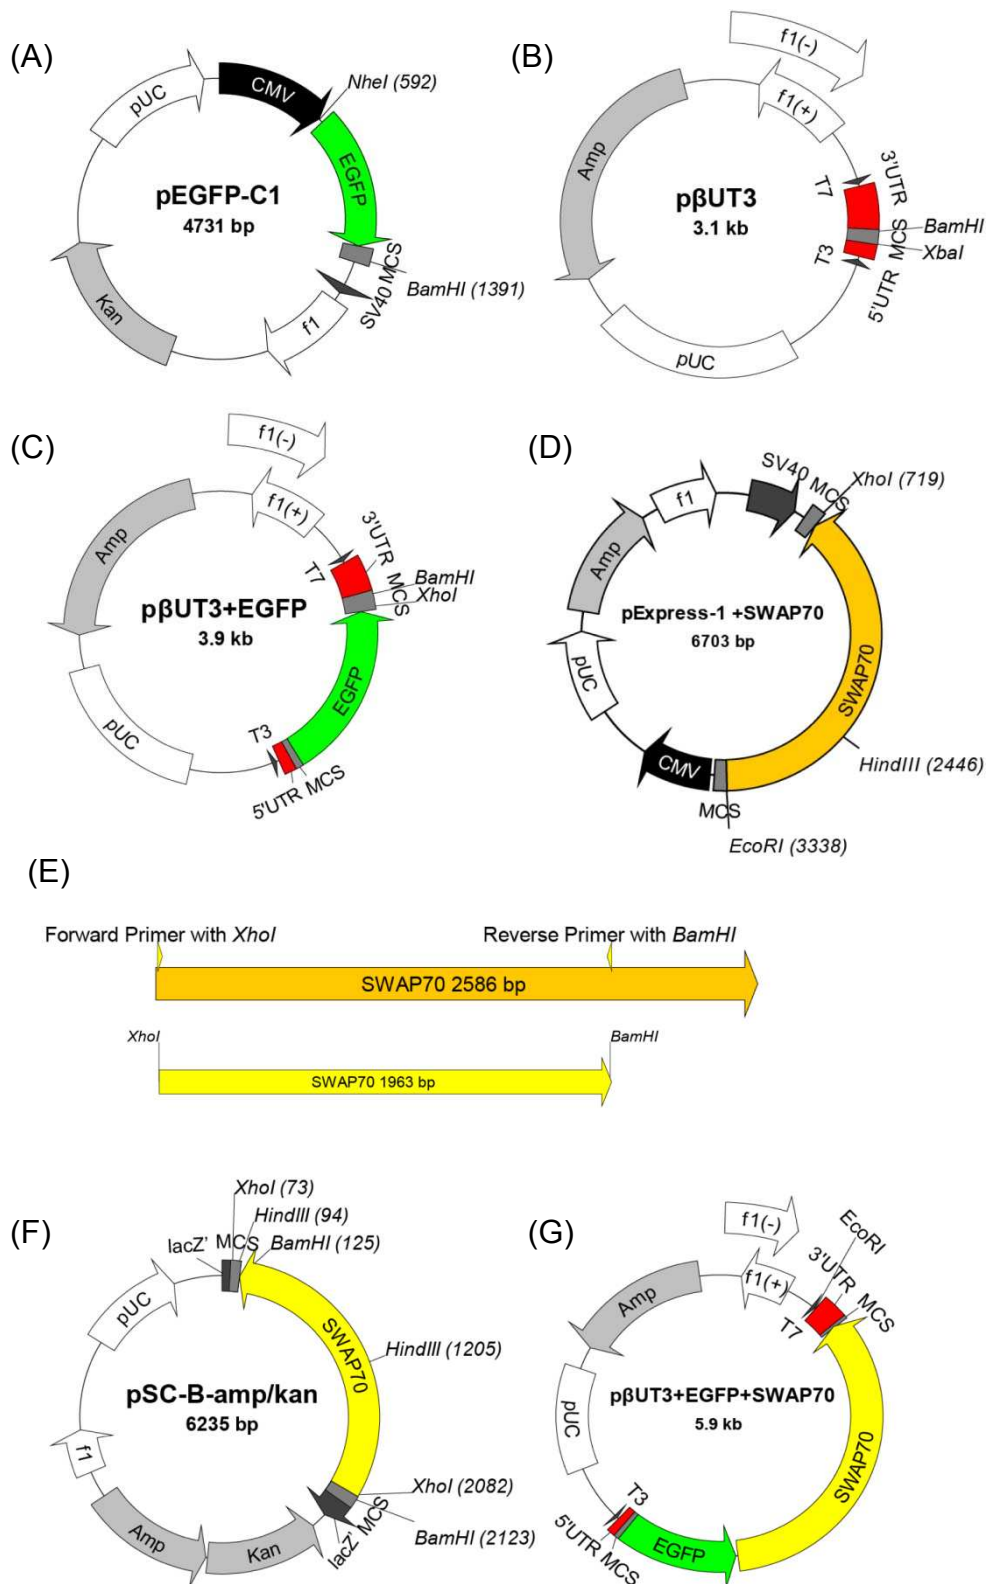 (A)
pUC
CMV
NheI (592)
EGFP
pEGFP-C1
4731 bp
MCS
BamHI (1391)
SV40
f1
Kan
(B)
f1(-)
f1(+)
Amp
3'UTR
T7
pβUT3
3.1 kb
BamHI
MCS
XbaI
T3
5'UTR
pUC
(C)
f1(-)
f1(+)
Amp
3'UTR
T7
MCS
BamHI
XhoI
pβUT3+EGFP
3.9 kb
EGFP
pUC
T3
5'UTR MCS
(D)
SV40 MCS
XhoI (719)
f1
Amp
pExpress-1 +SWAP70
6703 bp
pUC
SWAP70
HindIII (2446)
CMV
MCS
EcoRI (3338)
(E)
Forward Primer with XhoI
Reverse Primer with BamHI
SWAP70 2586 bp
XhoI
BamHI
SWAP70 1963 bp
(F)
XhoI (73)
HindIII (94)
lacZ' MCS
BamHI (125)
pUC
SWAP70
HindIII (1205)
pSC-B-amp/kan
6235 bp
f1
XhoI (2082)
lacZ' MCS
BamHI (2123)
Amp
Kan
(G)
f1(-)
EcoRI
f1(+)
3'UTR MCS
Amp
T7
pβUT3+EGFP+SWAP70
5.9 kb
pUC
SWAP70
T3
5'UTR MCS
EGFP